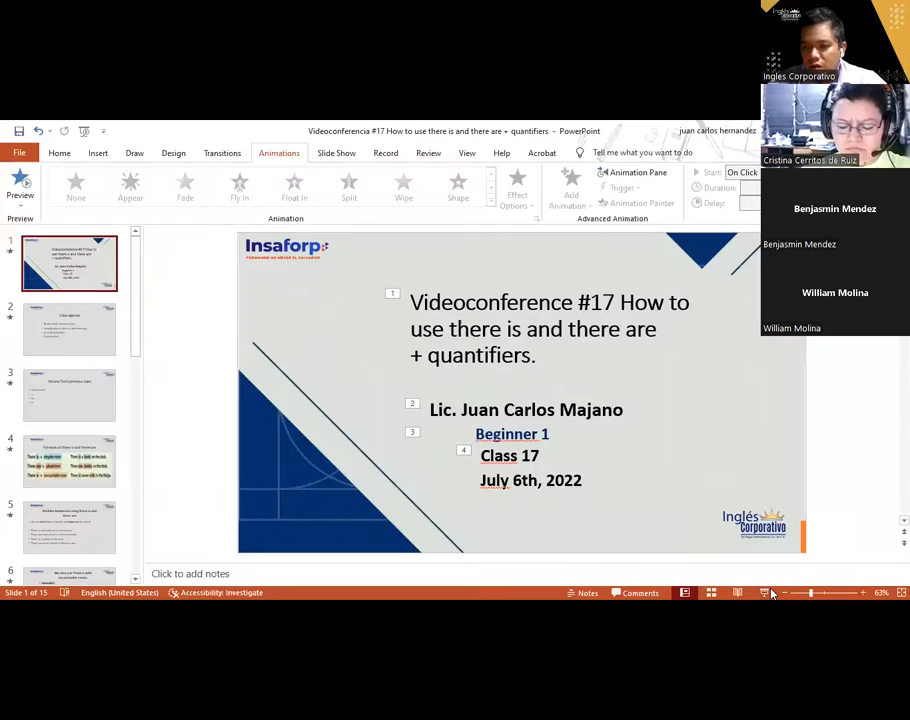 Videoconferencia #17 How to use there is and there are + quantifiers - PowerPoint
juan carlos hernandez
File
Home
Insert
Draw
Design
Transitions
Animations
Slide Show
Record
Review
View
Help
Acrobat
Tell me what you want to do
Preview
None
Appear
Fade
Fly In
Float In
Split
Wipe
Shape
Effect Options
Add Animation
Animation Pane
Trigger
Animation Painter
Start: On Click
Duration:
Delay:
Preview
Animation
Advanced Animation
1
2
3
4
5
6
Insaforp
1
Videoconference #17 How to
use there is and there are
+ quantifiers.
2
Lic. Juan Carlos Majano
3
Beginner 1
4
Class 17
July 6th, 2022
Inglés
Corporativo
Click to add notes
Slide 1 of 15
English (United States)
Accessibility: Investigate
Notes
Comments
63%
Ingles Corporativo
Cristina Cerritos de Ruiz
Benjasmin Mendez
Benjasmin Mendez
William Molina
William Molina